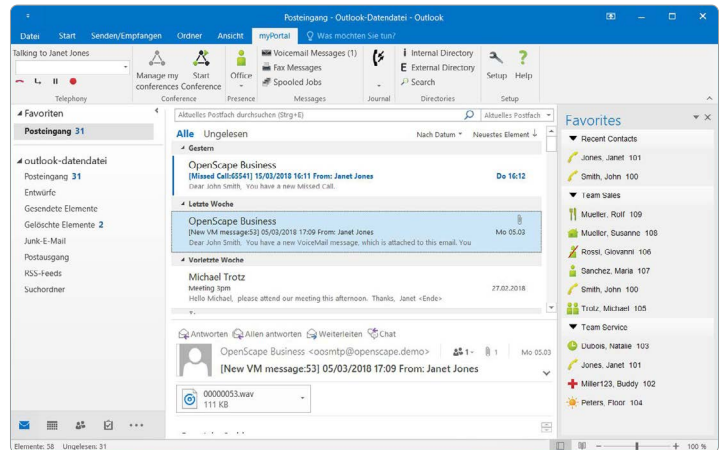 Posteingang - Outlook-Datendatei - Outlook
Datei Start Senden/Empfangen Ordner Ansicht myPortal Was möchten Sie tun?
Talking to Janet Jones
Manage my conferences
Start Conference
Office
Voicemail Messages (1)
Fax Messages
Spooled Jobs
i Internal Directory
E External Directory
Search
Setup Help
Telephony Conference Presence Messages Journal Directories Setup
Favoriten
Posteingang 31
outlook-datendatei
Posteingang 31
Entwürfe
Gesendete Elemente
Gelöschte Elemente 2
Junk-E-Mail
Postausgang
RSS-Feeds
Suchordner
Aktuelles Postfach durchsuchen (Strg+E) Aktuelles Postfach
Alle Ungelesen Nach Datum Neuestes Element
Gestern
OpenScape Business
[Missed Call:65541] 15/03/2018 16:11 From: Janet Jones Do 16:12
Dear John Smith, You have a new Missed Call.
Letzte Woche
OpenScape Business
[New VM message:53] 05/03/2018 17:09 From: Janet Jones Mo 05.03
Dear John Smith, You have a new VoiceMail message, which is attached to this email. You
Vorletzte Woche
Michael Trotz
Meeting 3pm 27.02.2018
Hello Michael, please attend our meeting this afternoon. Thanks, Janet <Ende>
Antworten Allen antworten Weiterleiten Chat
OpenScape Business <oosmtp@openscape.demo> 1 1 Mo 05.03
[New VM message:53] 05/03/2018 17:09 From: Janet Jones
00000053.wav
111 KB
Favorites
Recent Contacts
Jones, Janet 101
Smith, John 100
Team Sales
Mueller, Rolf 109
Mueller, Susanne 108
Rossi, Giovanni 106
Sanchez, Maria 107
Smith, John 100
Trotz, Michael 105
Team Service
Dubois, Natalie 103
Jones, Janet 101
Miller123, Buddy 102
Peters, Floor 104
Elemente: 58 Ungelesen: 31 100 %